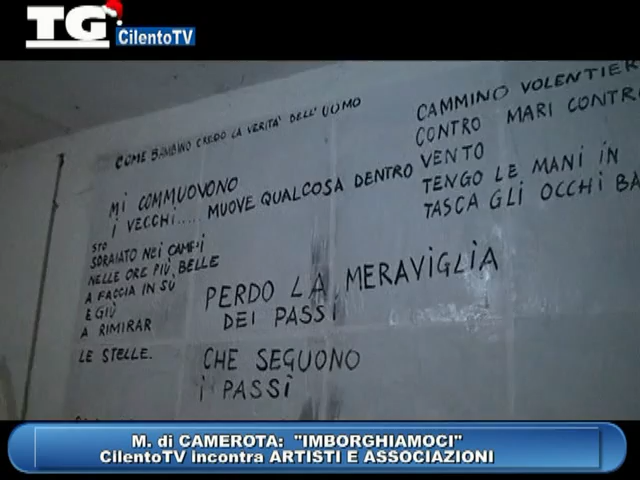 TG
CilentoTV
COME BAMBINO CREDO LA VERITA' DELL'UOMO
MI COMMUOVONO
I VECCHI..... MUOVE QUALCOSA DENTRO
STO
SDRAIATO NEI CAMPI
NELLE ORE PIÙ BELLE
A FACCIA IN SÙ
E GIÙ
A RIMIRAR
LE STELLE.
CAMMINO VOLENTIER
CONTRO MARI CONTRO
VENTO
TENGO LE MANI IN
TASCA GLI OCCHI BA
PERDO LA MERAVIGLIA
DEI PASSI
CHE SEGUONO
I PASSI
M. di CAMEROTA: "IMBORGHIAMOCI"
CilentoTV incontra ARTISTI E ASSOCIAZIONI